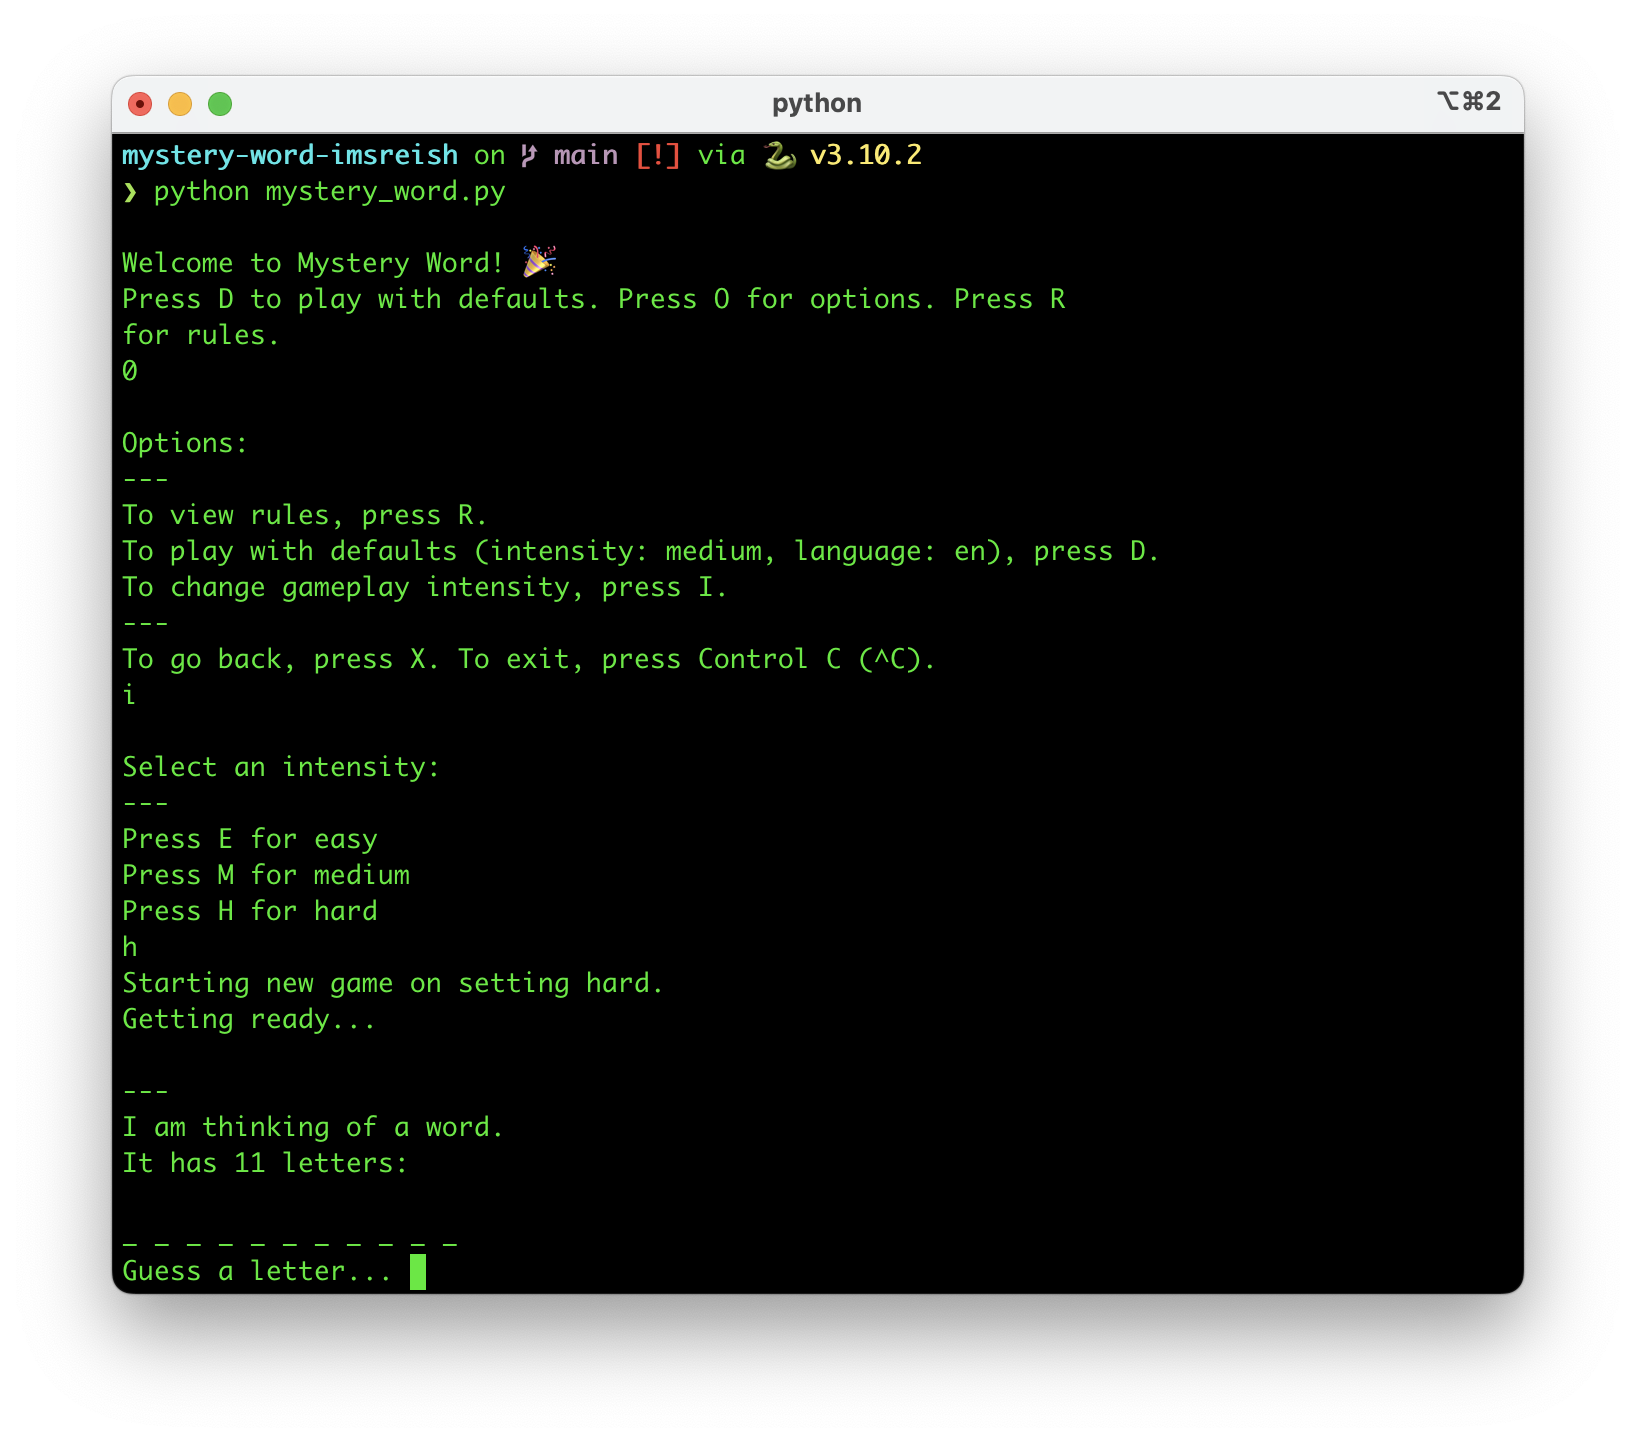 python
⌥⌘2
mystery-word-imsreish on main [!] via 🐍 v3.10.2
❯ python mystery_word.py
Welcome to Mystery Word! 🎉
Press D to play with defaults. Press O for options. Press R
for rules.
0
Options:
---
To view rules, press R.
To play with defaults (intensity: medium, language: en), press D.
To change gameplay intensity, press I.
---
To go back, press X. To exit, press Control C (^C).
i
Select an intensity:
---
Press E for easy
Press M for medium
Press H for hard
h
Starting new game on setting hard.
Getting ready...
---
I am thinking of a word.
It has 11 letters:
_ _ _ _ _ _ _ _ _ _ _
Guess a letter...